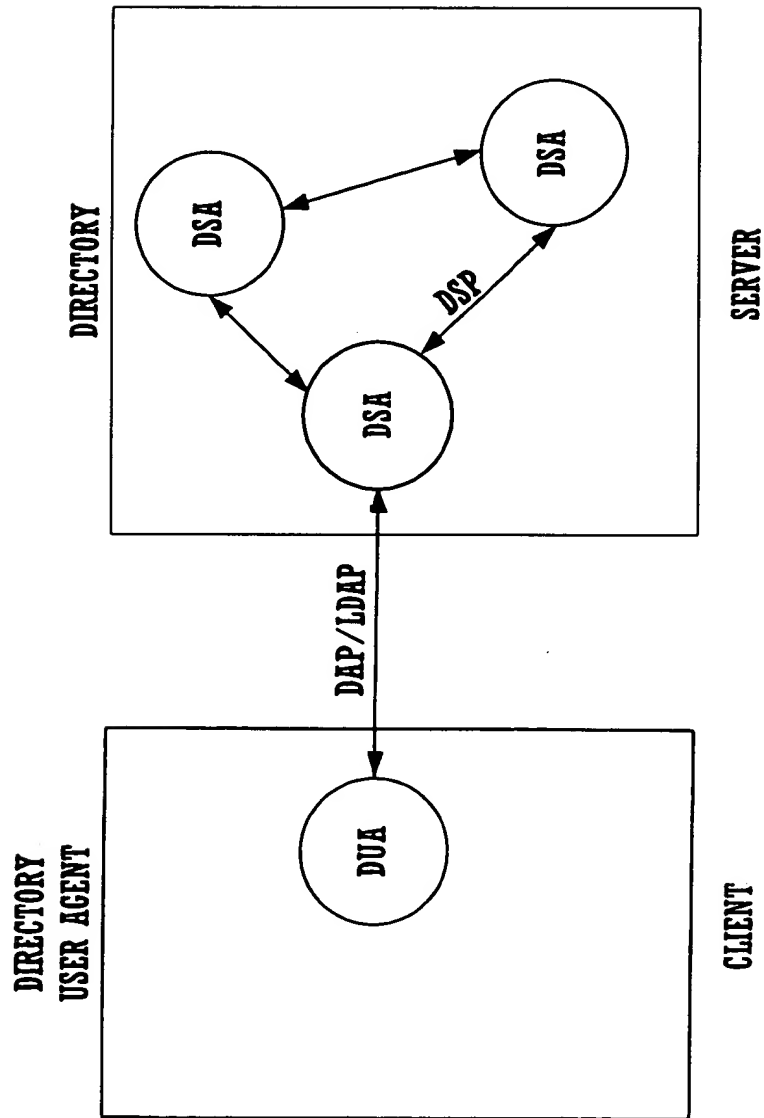 DIRECTORY
USER AGENT
DUA
CLIENT
DAP/LDAP
DIRECTORY
DSA
DSA
DSP
DSA
SERVER